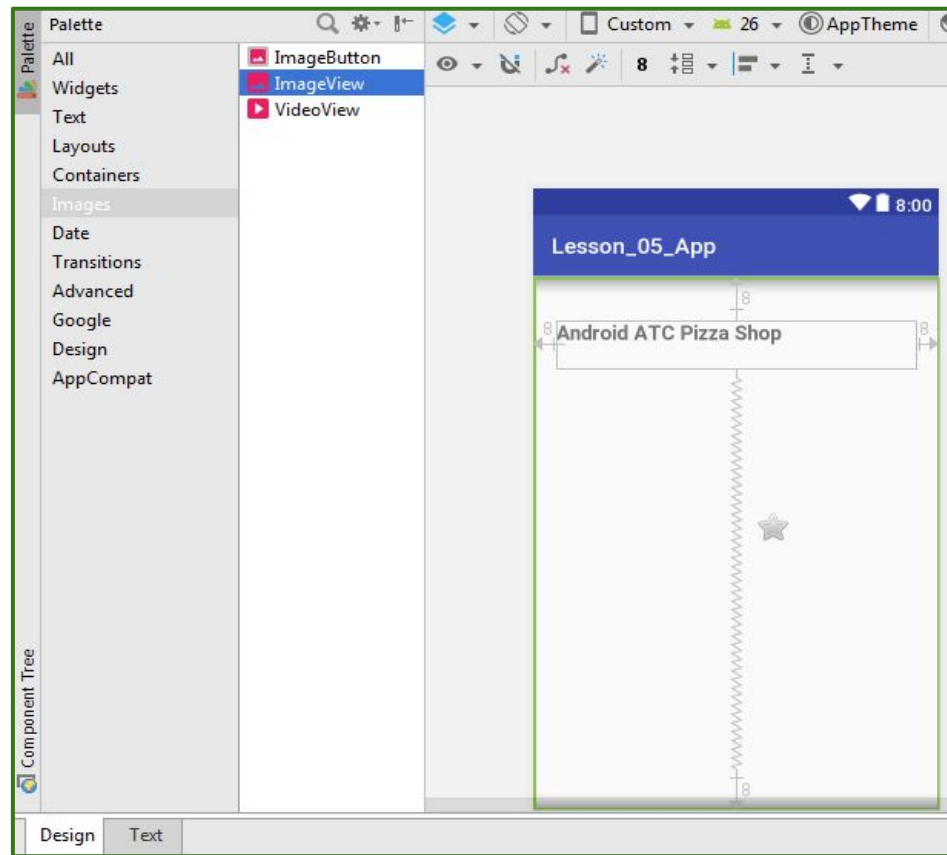 Palette
Palette
All
Widgets
Text
Layouts
Containers
Images
Date
Transitions
Advanced
Google
Design
AppCompat
ImageButton
ImageView
VideoView
Custom
26
AppTheme
8
8:00
Lesson_05_App
8
8
Android ATC Pizza Shop
8
8
Component Tree
Design
Text